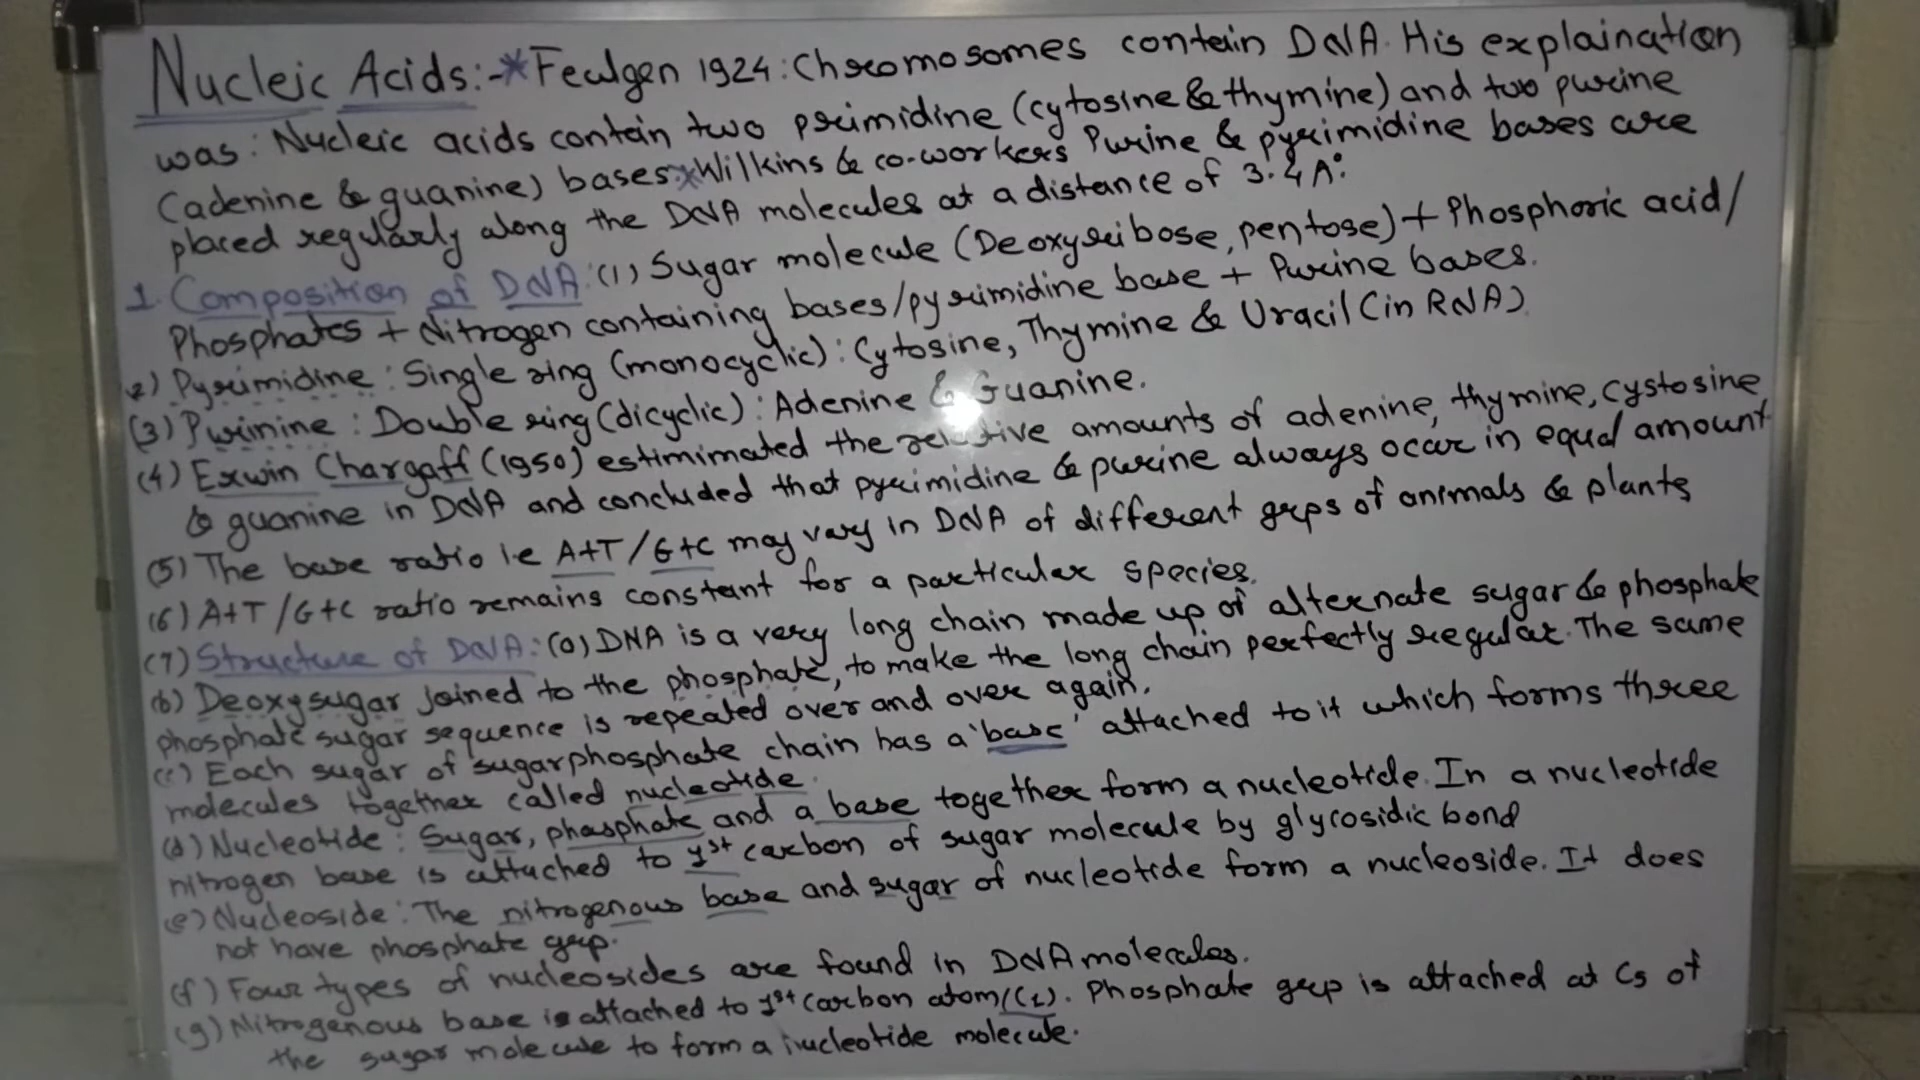 Nucleic Acids:-*Feulgen 1924: Chromosomes contein DNA. His explaination
was: Nucleic acids contein two primidine (cytosine & thymine) and two purine
(adenine & guanine) bases.*Wilkins & co-workers Purine & pyrimidine bases are
placed regularly along the DNA molecules at a distance of 3.4 A°.
1. Composition of DNA: (1) Sugar molecule (Deoxyribose, pentose) + Phosphoric acid/
Phosphates + Nitrogen containing bases/pyrimidine base + Purine bases.
(2) Pyrimidine: Single ring (monocyclic): Cytosine, Thymine & Uracil (in RNA)
(3) Purinine: Double ring (dicyclic): Adenine & Guanine.
(4) Erwin Chargaff (1950) estimimated the relative amounts of adenine, thymine, cystosine
& guanine in DNA and concluded that pyrimidine & purine always ocur in equal amount
(5) The base ratio i.e A+T/G+C may vary in DNA of different grps of animals & plants
(6) A+T/G+C ratio remains constent for a particuler species.
(7) Structure of DNA: (a) DNA is a very long chain made up of alternate sugar & phosphate
(b) Deoxysugar joined to the phosphate, to make the long chain perfectly regular. The same
phosphate sugar sequence is repeated over and over again.
(c) Each sugar of sugarphosphate chain has a 'base' attached to it which forms three
molecules together called nucleotide.
(d) Nucleotide: Sugar, phosphate and a base together form a nucleotide. In a nucleotide
nitrogen base is attached to 1st carbon of sugar molecule by glycosidic bond
(e) Nucleoside: The nitrogenous base and sugar of nucleotide form a nucleoside. It does
not have phosphate grp.
(f) Four types of nucleosides are found in DNA molecules.
(g) Nitrogenous base is attached to 1st carbon atom/(C1). Phosphate grp is attached at C5 of
the sugar molecule to form a nucleotide molecule.